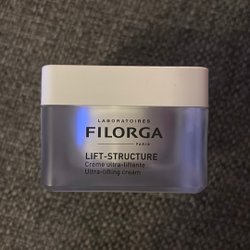 LABORATOIRES
FILORGA
PARIS
LIFT-STRUCTURE
Crème ultra-liftante
Ultra-lifting cream